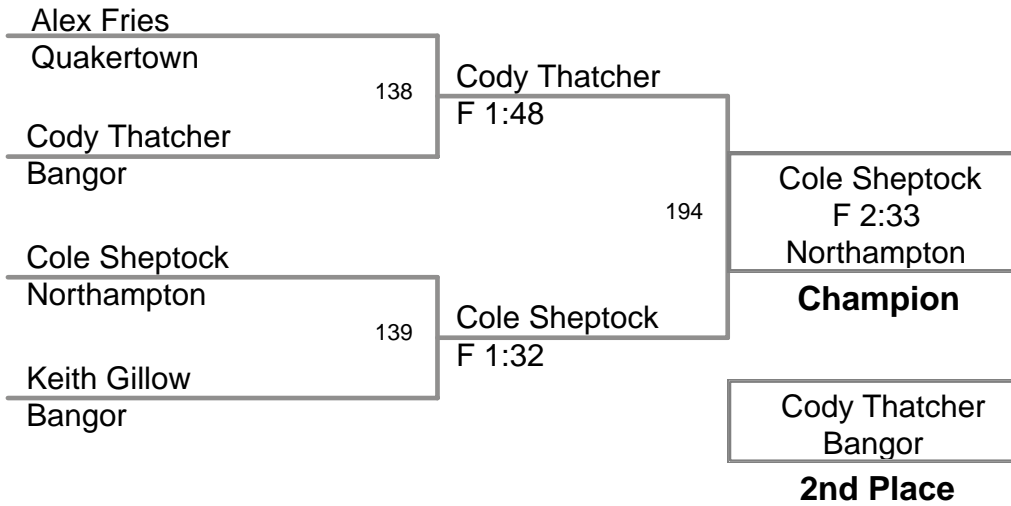 Alex Fries
Quakertown
138
Cody Thatcher
Bangor
Cody Thatcher
F 1:48
Cole Sheptock
Northampton
139
Keith Gillow
Bangor
Cole Sheptock
F 1:32
194
Cole Sheptock
F 2:33
Northampton
Champion
Cody Thatcher
Bangor
2nd Place